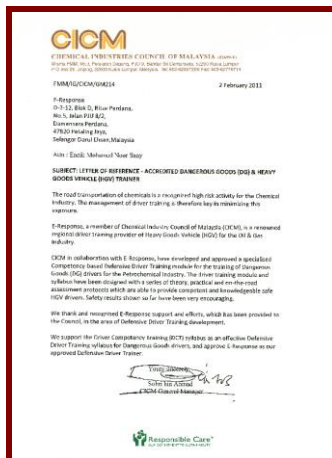 CICM
CHEMICAL INDUSTRIES COUNCIL OF MALAYSIA
FMM/IG/CICM/GM214
2 February 2011
E-Response
D-7-12, Blok D, Ritar Perdana,
No.5, Jalan PJU 8/2,
Damansara Perdana,
47820 Petaling Jaya,
Selangor Darul Ehsan, Malaysia
Attn : Encik Mohamed Noor
SUBJECT: LETTER OF REFERENCE - ACCREDITED DANGEROUS GOODS (DG) & HEAVY
GOODS VEHICLE (HGV) TRAINER
The road transportation of chemicals is a recognized high risk activity for the Chemical
Industry. The management of driver training is therefore key to minimizing this
exposure.
E-Response, a member of Chemical Industry Council of Malaysia (CICM), is a renowned
regional driver training provider of Heavy Goods Vehicle (HGV) for the Oil & Gas
Industry.
CICM in collaboration with E-Response, have developed and approved a specialized
Competency based Defensive Driver Training module for the training of Dangerous
Goods (DG) drivers for the Petrochemical Industry. The driver training module and
syllabus have been designed with a series of theory, practical and on-the-road
assessment protocols which are able to provide competent and knowledgeable safe
HGV drivers. Safety results shown so far have been very encouraging.
We thank and recognized E-Response support and efforts, which has been provided to
the Council, in the area of Defensive Driver Training development.
We support the Driver Competency Training (DCT) syllabus as an effective Defensive
Driver Training syllabus for Dangerous Goods drivers, and approve E-Response as our
approved Defensive Driver Trainer.
Yours sincerely
Sobri bin Ahmad
CICM General Manager
Responsible Care